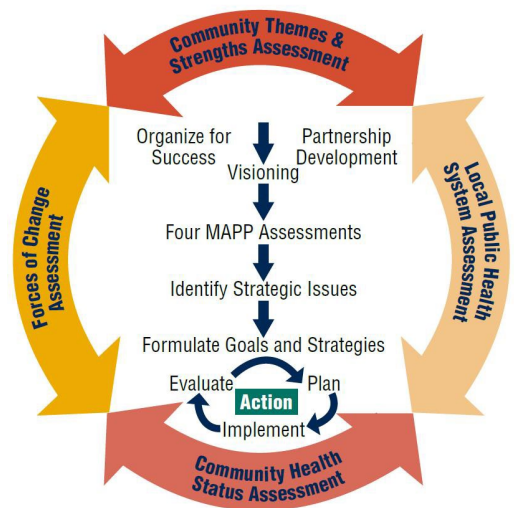 Community Themes &
Strengths Assessment
Organize for
Success
Partnership
Development
Visioning
Four MAPP Assessments
Identify Strategic Issues
Formulate Goals and Strategies
Evaluate
Plan
Action
Implement
Forces of Change
Assessment
Local Public Health
System Assessment
Community Health
Status Assessment